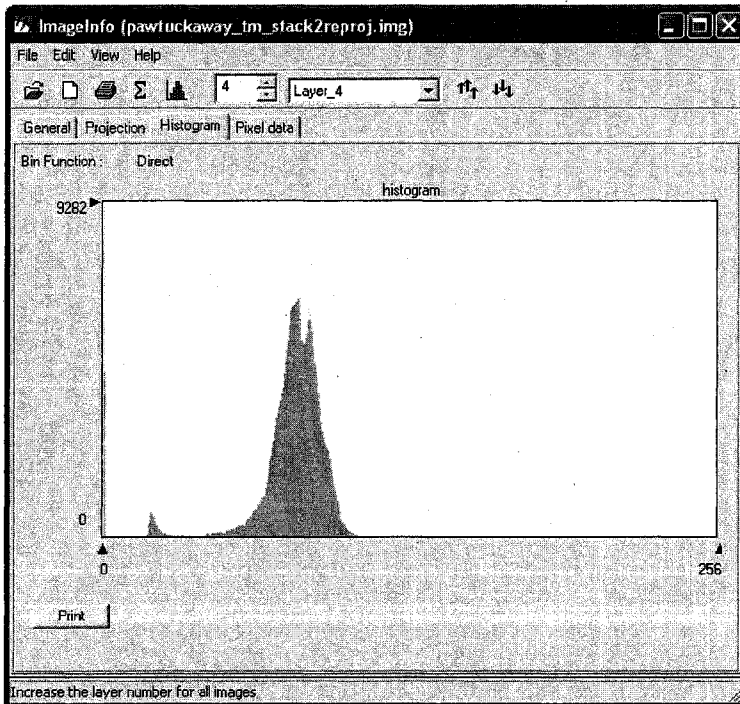 ImageInfo (pawtuckaway_tm_stack2reproj.img)
File Edit View Help
4 Layer_4
General Projection Histogram Pixel data
Bin Function : Direct
histogram
9282
0
0 256
Print
Increase the layer number for all images